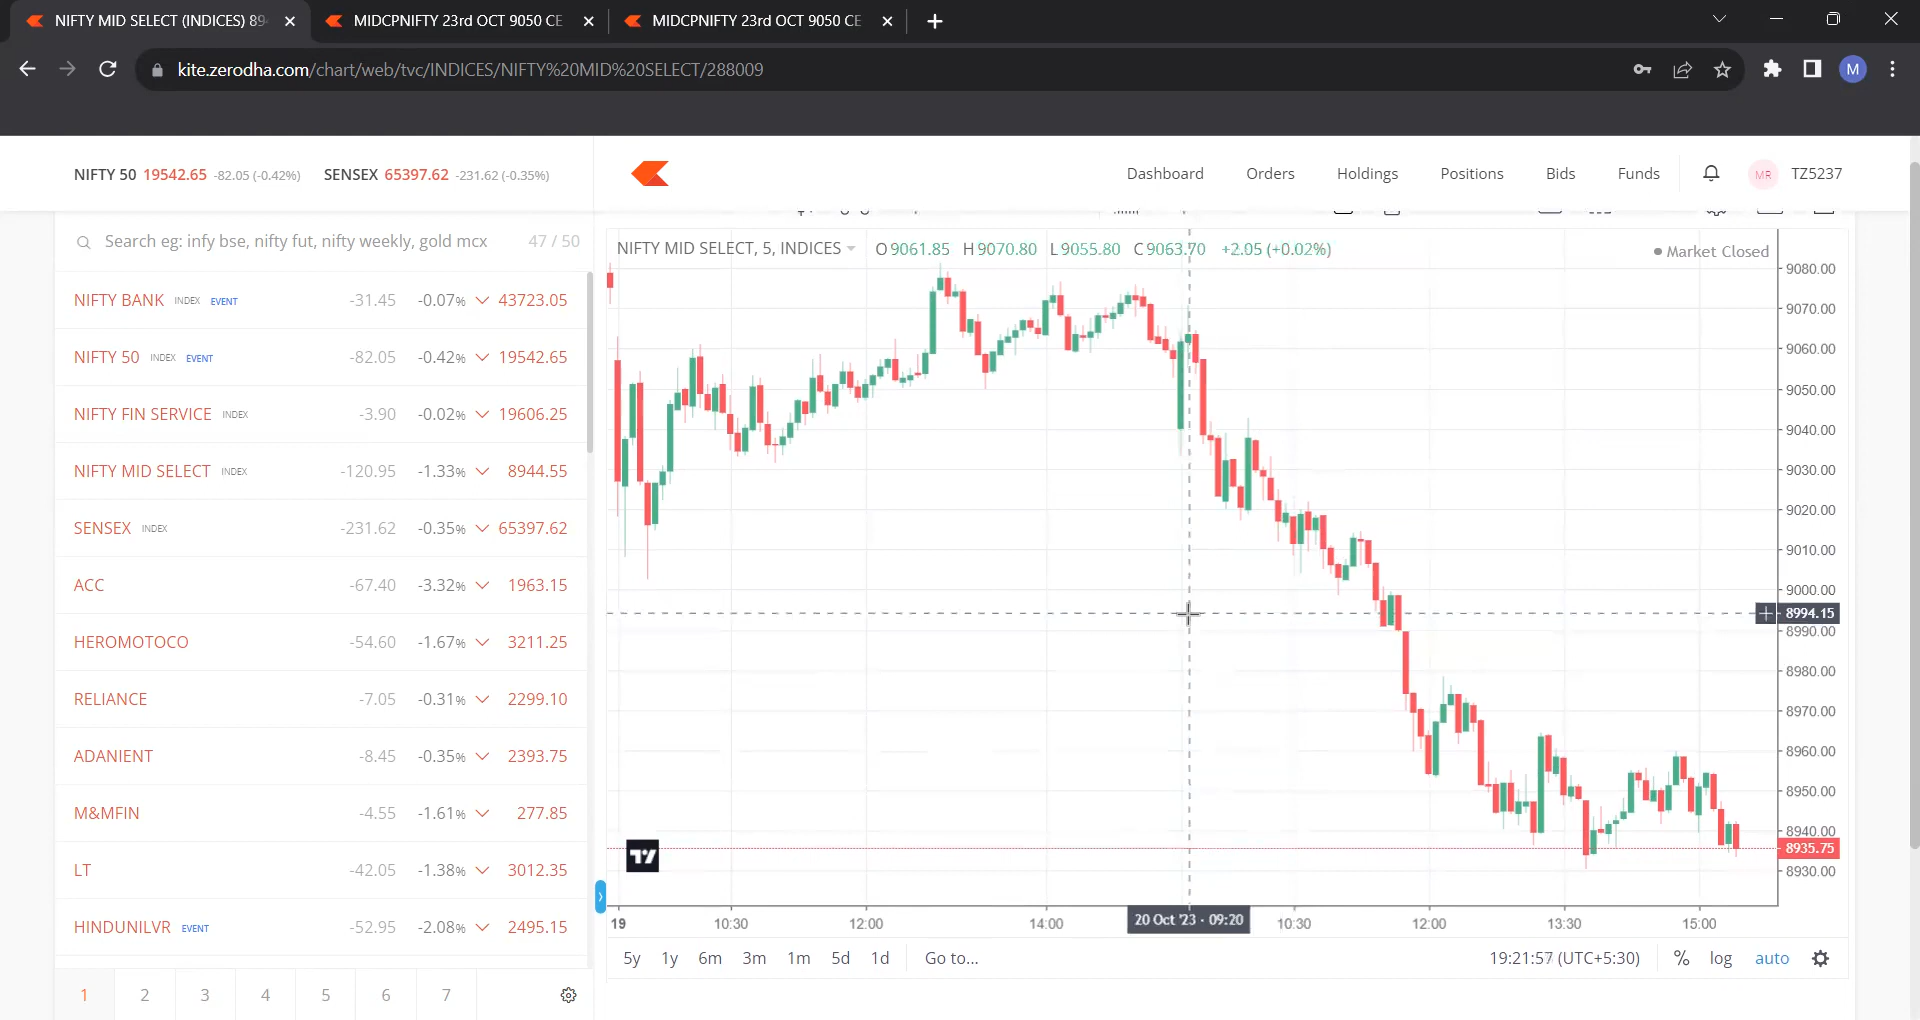 NIFTY MID SELECT (INDICES) 89
MIDCPNIFTY 23rd OCT 9050 CE
MIDCPNIFTY 23rd OCT 9050 CE
kite.zerodha.com/chart/web/tvc/INDICES/NIFTY%20MID%20SELECT/288009
M
NIFTY 50 19542.65 -82.05 (-0.42%) SENSEX 65397.62 -231.62 (-0.35%)
Dashboard Orders Holdings Positions Bids Funds MR TZ5237
Search eg: infy bse, nifty fut, nifty weekly, gold mcx 47 / 50
NIFTY BANK INDEX EVENT -31.45 -0.07% 43723.05
NIFTY 50 INDEX EVENT -82.05 -0.42% 19542.65
NIFTY FIN SERVICE INDEX -3.90 -0.02% 19606.25
NIFTY MID SELECT INDEX -120.95 -1.33% 8944.55
SENSEX INDEX -231.62 -0.35% 65397.62
ACC -67.40 -3.32% 1963.15
HEROMOTOCO -54.60 -1.67% 3211.25
RELIANCE -7.05 -0.31% 2299.10
ADANIENT -8.45 -0.35% 2393.75
M&MFIN -4.55 -1.61% 277.85
LT -42.05 -1.38% 3012.35
HINDUNILVR EVENT -52.95 -2.08% 2495.15
1 2 3 4 5 6 7
NIFTY MID SELECT, 5, INDICES O9061.85 H9070.80 L9055.80 C9063.70 +2.05 (+0.02%)
Market Closed
9080.00
9070.00
9060.00
9050.00
9040.00
9030.00
9020.00
9010.00
9000.00
8994.15
8990.00
8980.00
8970.00
8960.00
8950.00
8940.00
8935.75
8930.00
19 10:30 12:00 14:00 20 Oct '23 · 09:20 10:30 12:00 13:30 15:00
5y 1y 6m 3m 1m 5d 1d Go to... 19:21:57 (UTC+5:30) % log auto